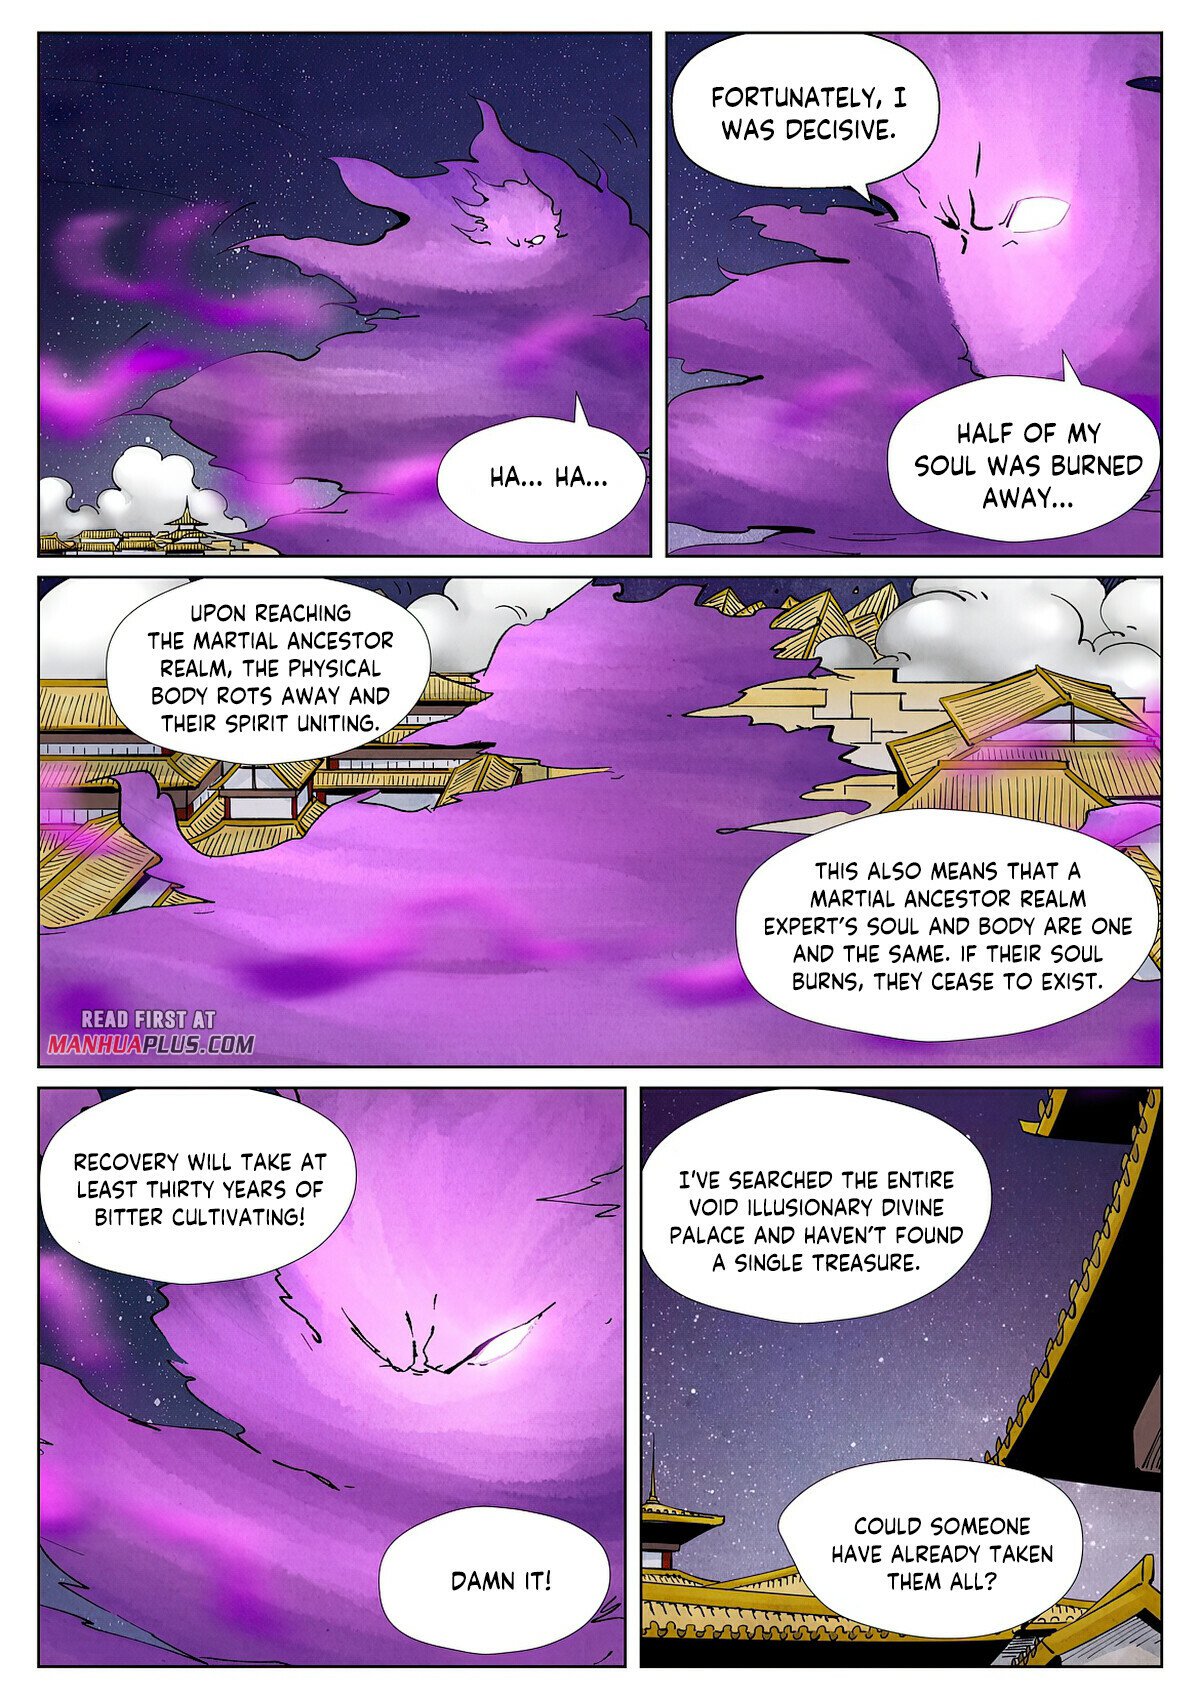 HA... HA...
FORTUNATELY, I
WAS DECISIVE.
HALF OF MY
SOUL WAS BURNED
AWAY...
UPON REACHING
THE MARTIAL ANCESTOR
REALM, THE PHYSICAL
BODY ROTS AWAY AND
THEIR SPIRIT UNITING.
THIS ALSO MEANS THAT A
MARTIAL ANCESTOR REALM
EXPERT'S SOUL AND BODY ARE ONE
AND THE SAME. IF THEIR SOUL
BURNS, THEY CEASE TO EXIST.
READ FIRST AT
MANHUAPLUS.COM
RECOVERY WILL TAKE AT
LEAST THIRTY YEARS OF
BITTER CULTIVATING!
DAMN IT!
I'VE SEARCHED THE ENTIRE
VOID ILLUSIONARY DIVINE
PALACE AND HAVEN'T FOUND
A SINGLE TREASURE.
COULD SOMEONE
HAVE ALREADY TAKEN
THEM ALL?